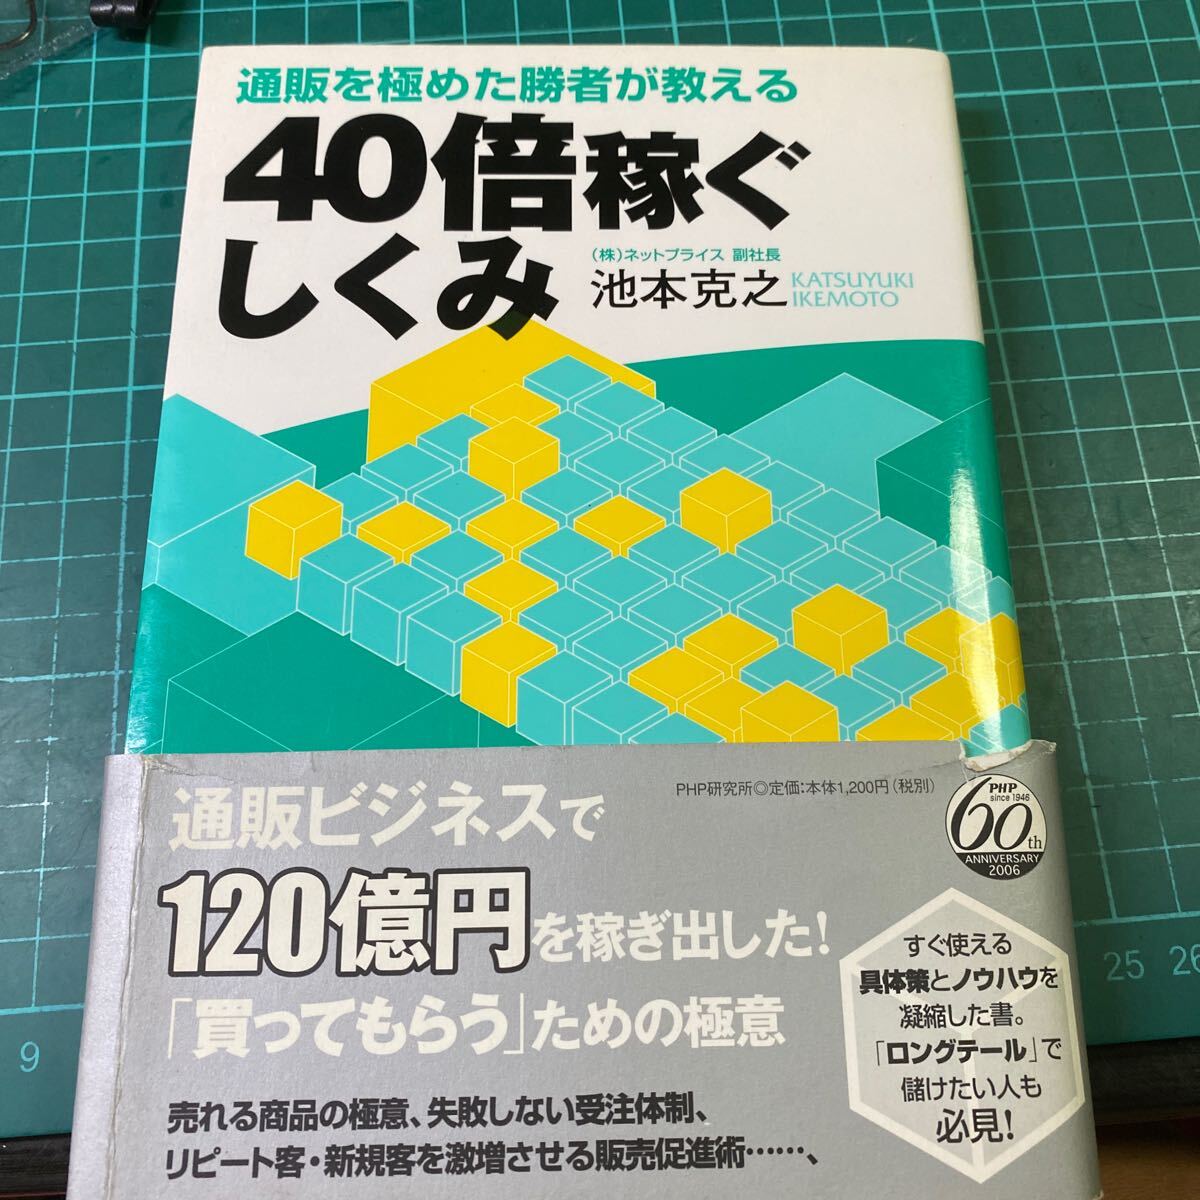 通販を極めた勝者が教える
40倍稼ぐ
しくみ
（株）ネットプライス 副社長
池本克之
KATSUYUKI
IKEMOTO
PHP研究所◎定価：本体1,200円（税別）
PHP
since 1946
60th
ANNIVERSARY
2006
通販ビジネスで
120億円を稼ぎ出した！
「買ってもらう」ための極意
すぐ使える
具体策とノウハウを
凝縮した書。
「ロングテール」で
儲けたい人も
必見！
売れる商品の極意、失敗しない受注体制、
リピート客・新規客を激増させる販売促進術……、
9
25 26